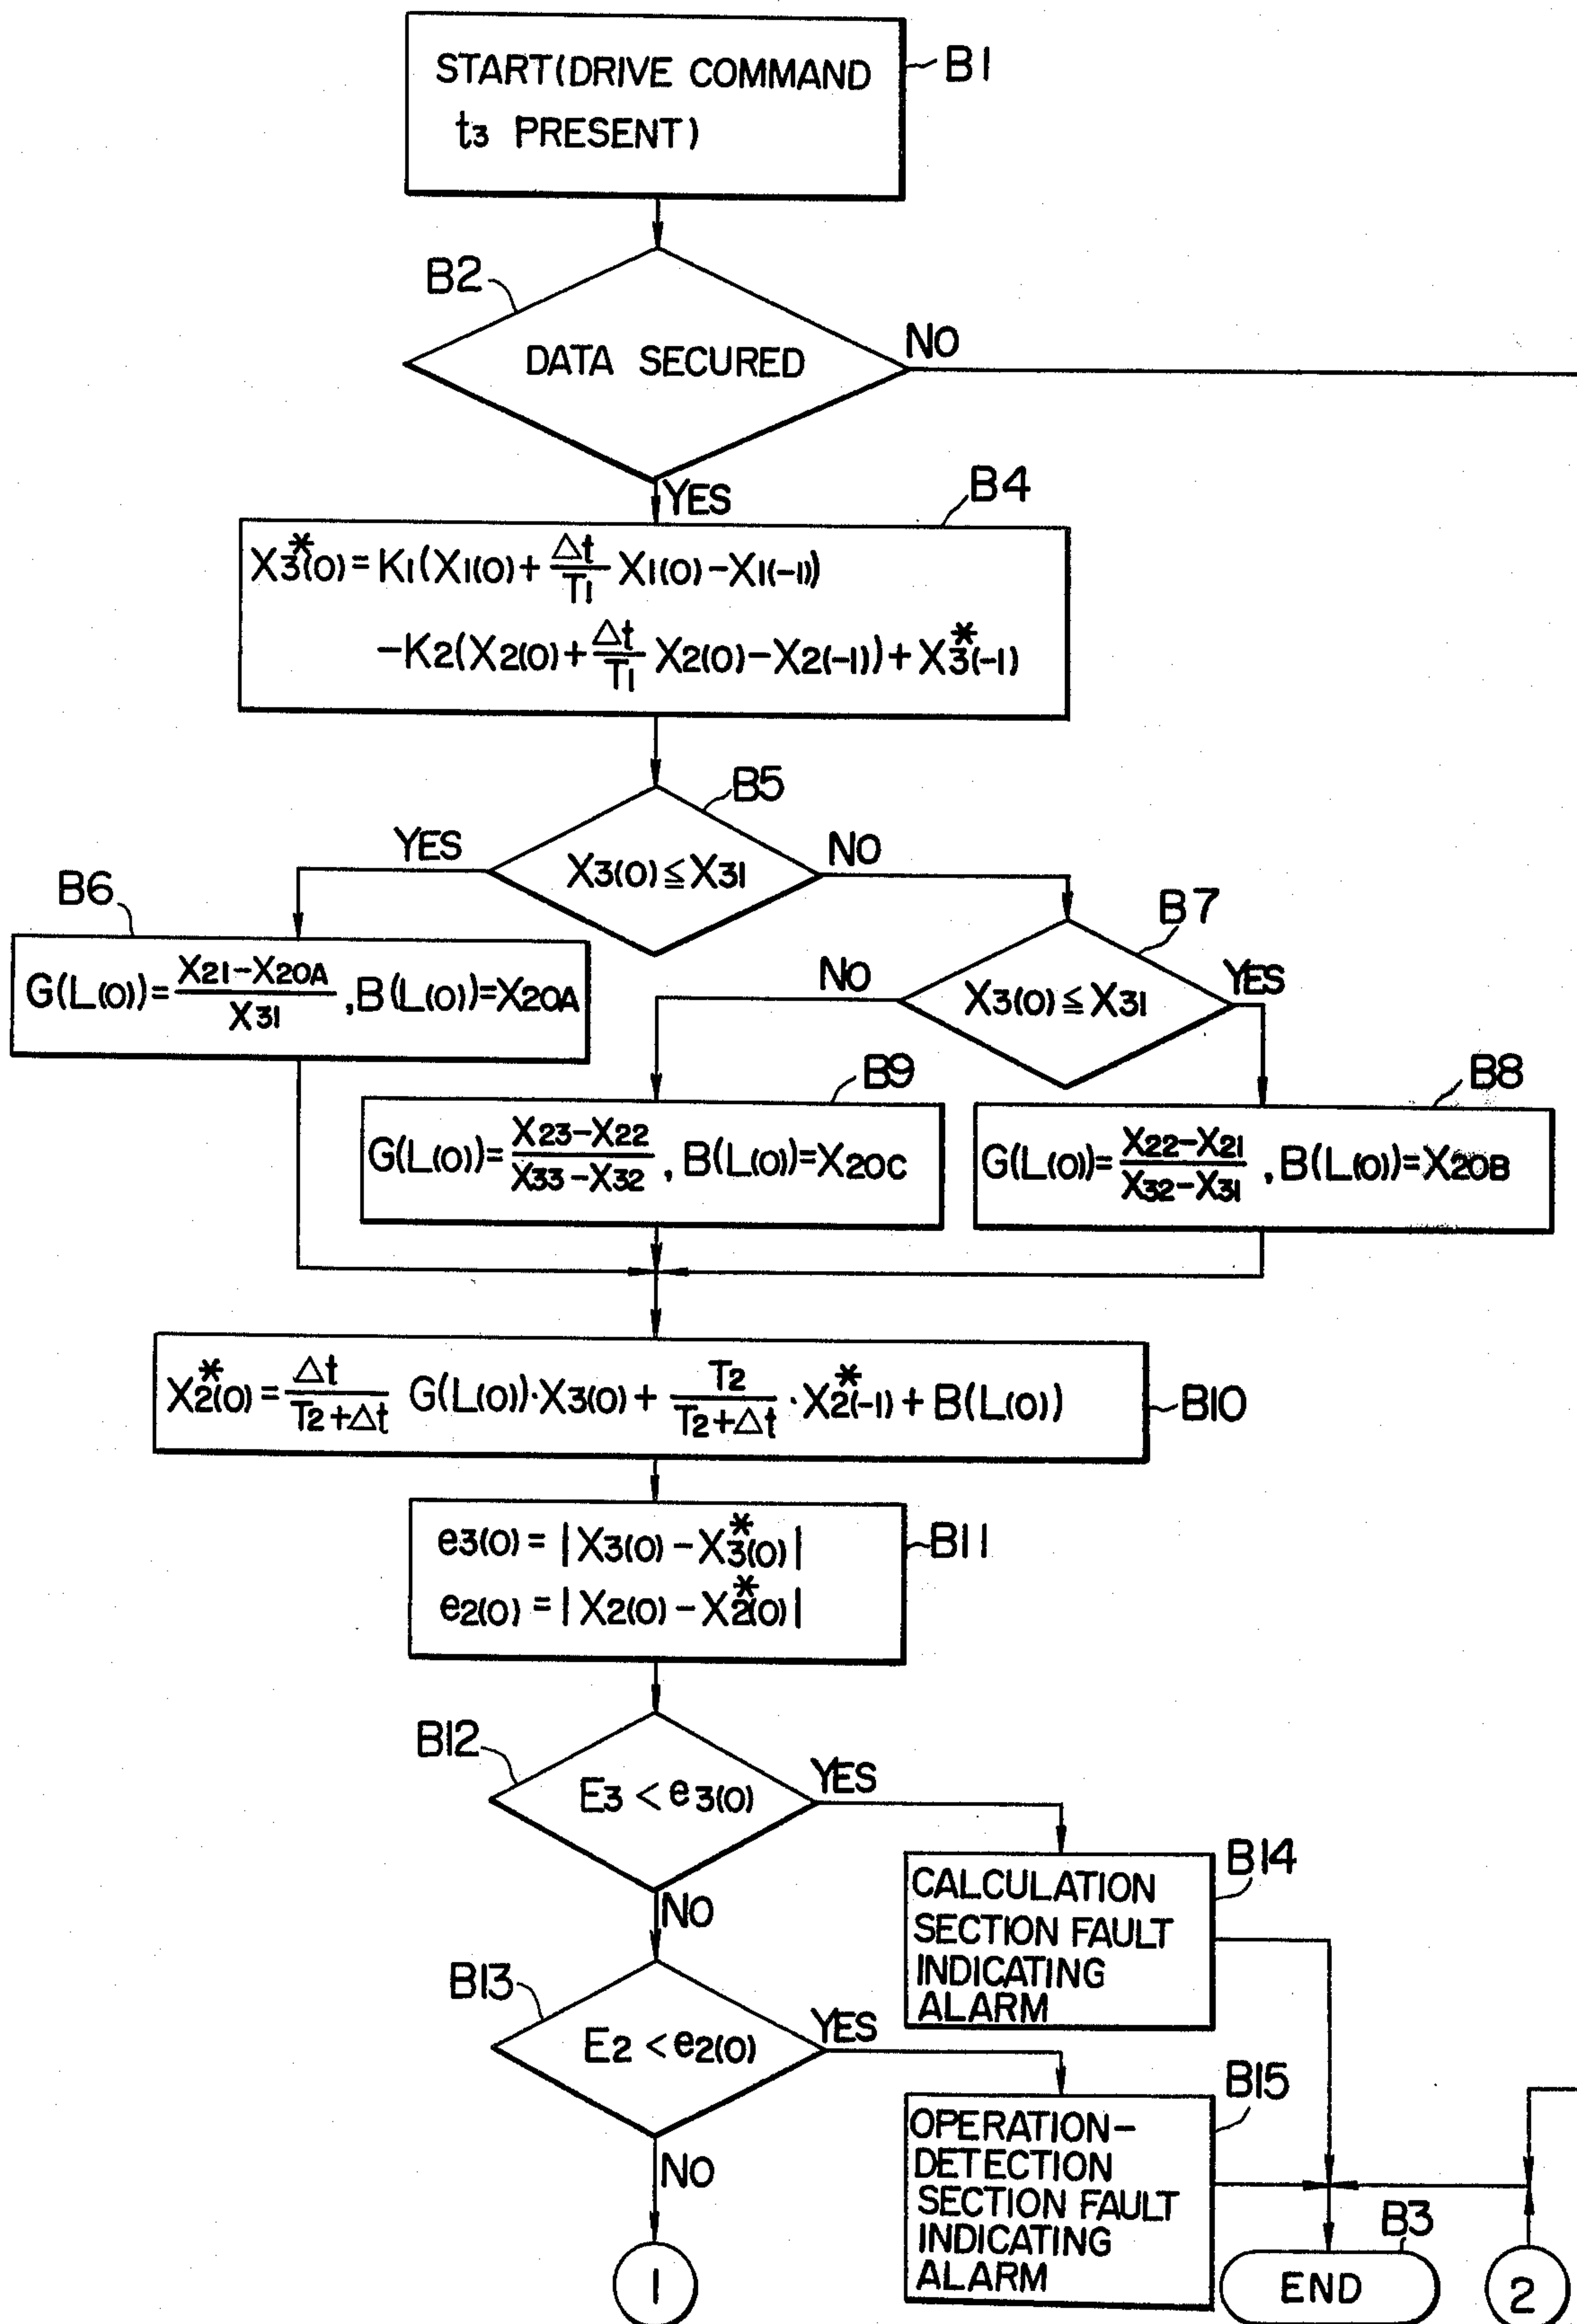 START(DRIVE COMMAND
t3 PRESENT)
B1
B2
DATA SECURED
NO
YES
B4
X3*(0)=K1(X1(0)+Δt/T1 X1(0)-X1(-1))
-K2(X2(0)+Δt/T1 X2(0)-X2(-1))+X3*(-1)
B5
YES
X3(0)≦X31
NO
B6
B7
G(L(0))=X21-X20A/X31,B(L(0))=X20A
NO
X3(0)≦X31
YES
B9
B8
G(L(0))=X23-X22/X33-X32, B(L(0))=X20C
G(L(0))=X22-X21/X32-X31, B(L(0))=X20B
X2*(0)=Δt/T2+Δt G(L(0))·X3(0)+T2/T2+Δt·X2*(-1)+B(L(0))
B10
e3(0)=|X3(0)-X3*(0)|
e2(0)=|X2(0)-X2*(0)|
B11
B12
E3<e3(0)
YES
NO
B14
CALCULATION
SECTION FAULT
INDICATING
ALARM
B13
E2<e2(0)
YES
NO
B15
OPERATION-
DETECTION
SECTION FAULT
INDICATING
ALARM
B3
1
END
2